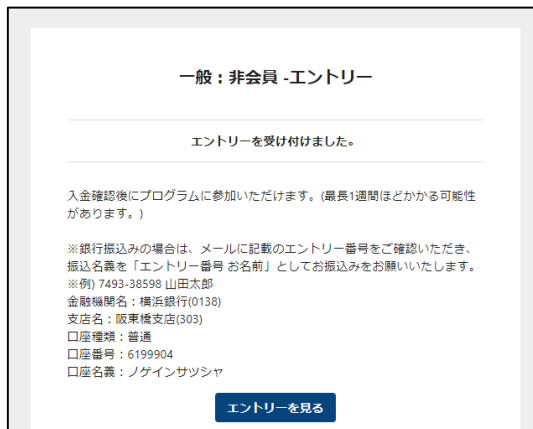 一般：非会員 -エントリー
エントリーを受け付けました。
入金確認後にプログラムに参加いただけます。(最長1週間ほどかかる可能性
があります。)
※銀行振込みの場合は、メールに記載のエントリー番号をご確認いただき、
振込名義を「エントリー番号 お名前」としてお振込みをお願いいたします。
※例) 7493-38598 山田太郎
金融機関名：横浜銀行(0138)
支店名：阪東橋支店(303)
口座種類：普通
口座番号：6199904
口座名義：ノゲインサツシヤ
エントリーを見る